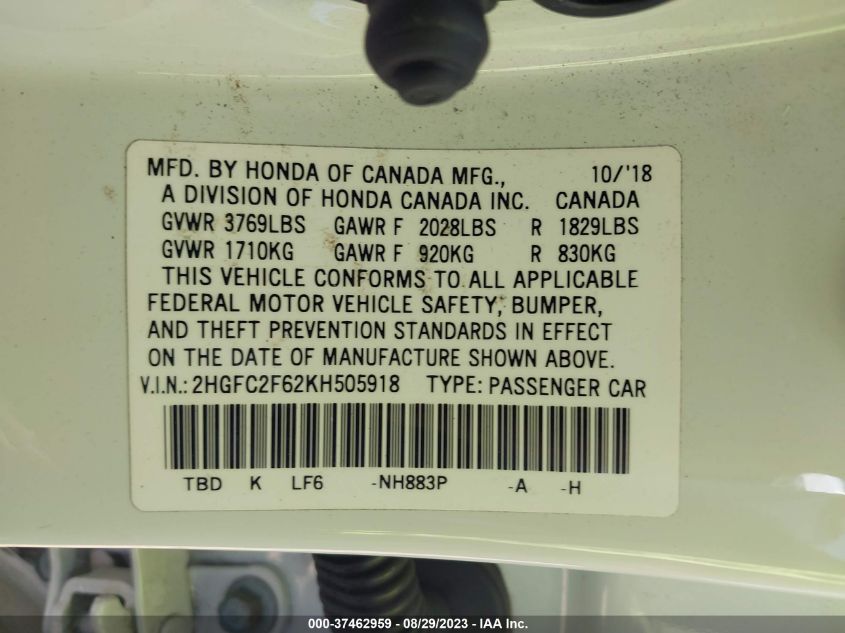 MFD. BY HONDA OF CANADA MFG., 10/'18
A DIVISION OF HONDA CANADA INC. CANADA
GVWR 3769LBS GAWR F 2028LBS R 1829LBS
GVWR 1710KG GAWR F 920KG R 830KG
THIS VEHICLE CONFORMS TO ALL APPLICABLE
FEDERAL MOTOR VEHICLE SAFETY, BUMPER,
AND THEFT PREVENTION STANDARDS IN EFFECT
ON THE DATE OF MANUFACTURE SHOWN ABOVE.
V.I.N.: 2HGFC2F62KH505918 TYPE: PASSENGER CAR
TBD K LF6 -NH883P -A -H
000-37462959 - 08/29/2023 - IAA Inc.